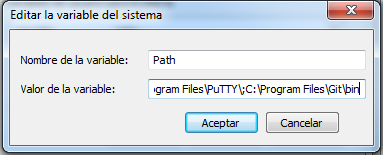 Editar la variable del sistema
Nombre de la variable: Path
Valor de la variable: gram Files\PuTTY\;C:\Program Files\Git\bin
Aceptar Cancelar